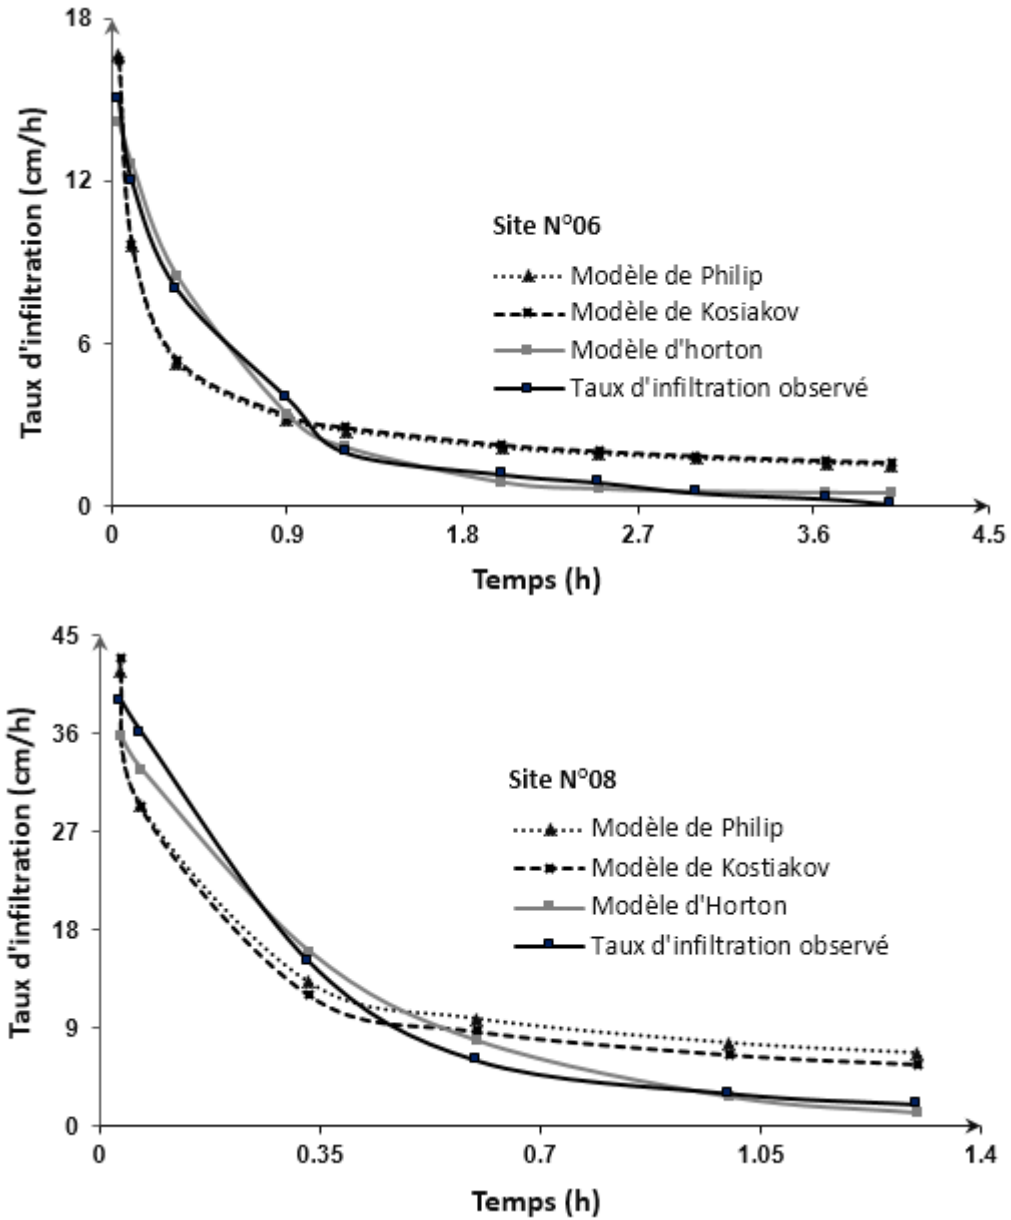 18
12
6
0
Taux d'infiltration (cm/h)
Site N°06
Modèle de Philip
Modèle de Kosiakov
Modèle d'horton
Taux d'infiltration observé
0 0.9 1.8 2.7 3.6 4.5
Temps (h)
45
36
27
18
9
0
Taux d'infiltration (cm/h)
Site N°08
Modèle de Philip
Modèle de Kostiakov
Modèle d'Horton
Taux d'infiltration observé
0 0.35 0.7 1.05 1.4
Temps (h)